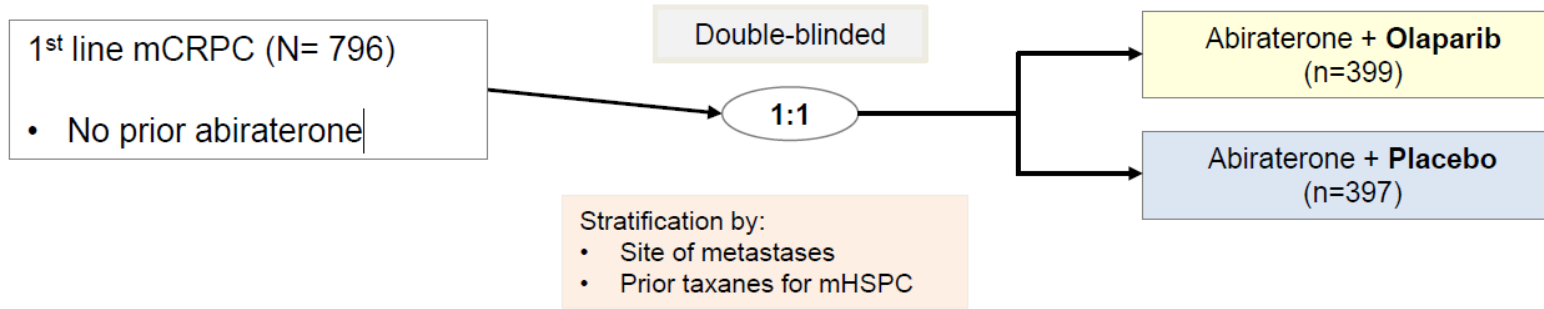 1st line mCRPC (N= 796)
• No prior abiraterone
Double-blinded
1:1
Stratification by:
• Site of metastases
• Prior taxanes for mHSPC
Abiraterone + Olaparib
(n=399)
Abiraterone + Placebo
(n=397)